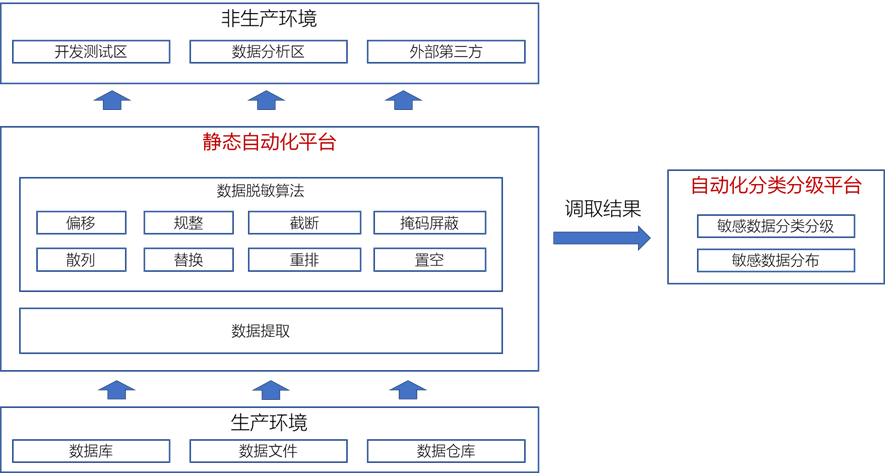 非生产环境
开发测试区
数据分析区
外部第三方
静态自动化平台
数据脱敏算法
偏移
规整
截断
掩码屏蔽
散列
替换
重排
置空
数据提取
调取结果
自动化分类分级平台
敏感数据分类分级
敏感数据分布
生产环境
数据库
数据文件
数据仓库